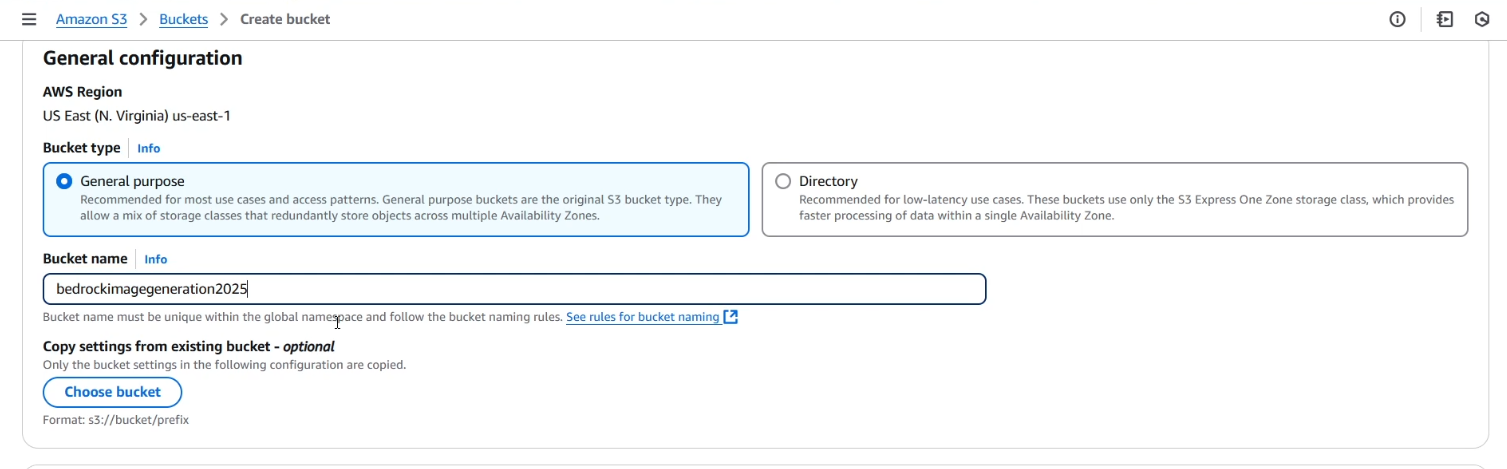 Amazon S3 > Buckets > Create bucket
General configuration
AWS Region
US East (N. Virginia) us-east-1
Bucket type Info
General purpose
Recommended for most use cases and access patterns. General purpose buckets are the original S3 bucket type. They
allow a mix of storage classes that redundantly store objects across multiple Availability Zones.
Directory
Recommended for low-latency use cases. These buckets use only the S3 Express One Zone storage class, which provides
faster processing of data within a single Availability Zone.
Bucket name Info
bedrockimagegeneration2025
Bucket name must be unique within the global namespace and follow the bucket naming rules. See rules for bucket naming
Copy settings from existing bucket - optional
Only the bucket settings in the following configuration are copied.
Choose bucket
Format: s3://bucket/prefix